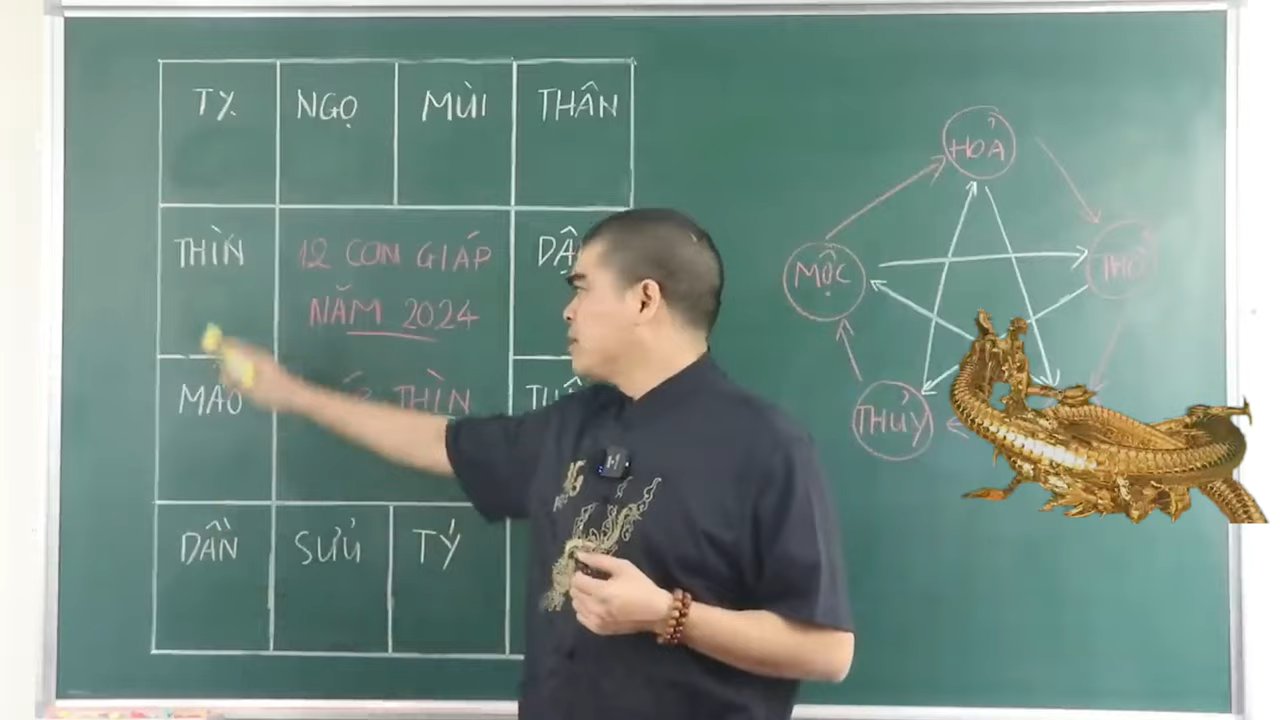 TỴ NGỌ MÙI THÂN
THÌN
12 CON GIÁP
NĂM 2024
THÌN
MÃO
DẦN SỬU TÝ
HỎA
MỘC
THỦY